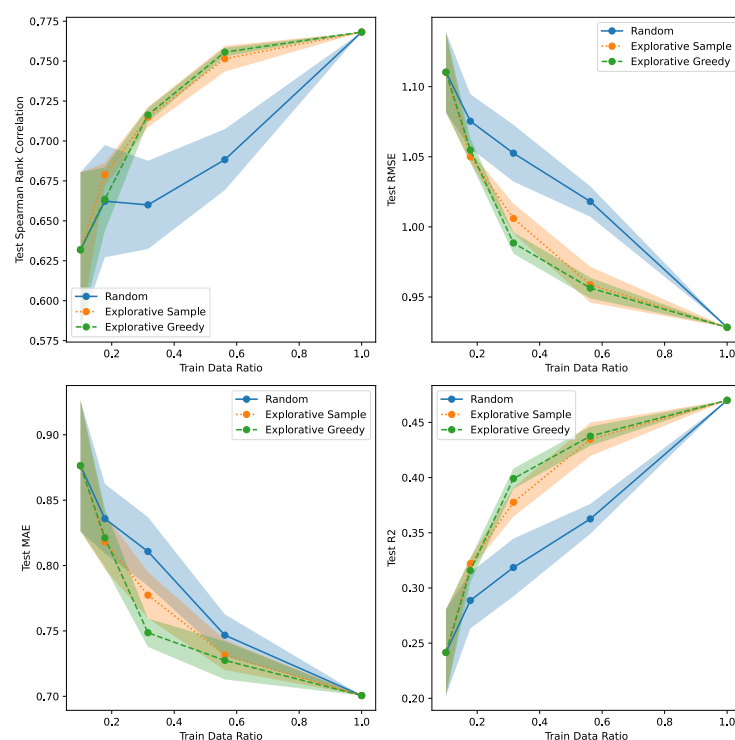 Test Spearman Rank Correlation
0.775
0.750
0.725
0.700
0.675
0.650
0.625
0.600
0.575
Random
Explorative Sample
Explorative Greedy
0.2 0.4 0.6 0.8 1.0
Train Data Ratio
Test RMSE
1.10
1.05
1.00
0.95
Random
Explorative Sample
Explorative Greedy
0.2 0.4 0.6 0.8 1.0
Train Data Ratio
Test MAE
0.90
0.85
0.80
0.75
0.70
Random
Explorative Sample
Explorative Greedy
0.2 0.4 0.6 0.8 1.0
Train Data Ratio
Test R2
0.45
0.40
0.35
0.30
0.25
0.20
Random
Explorative Sample
Explorative Greedy
0.2 0.4 0.6 0.8 1.0
Train Data Ratio